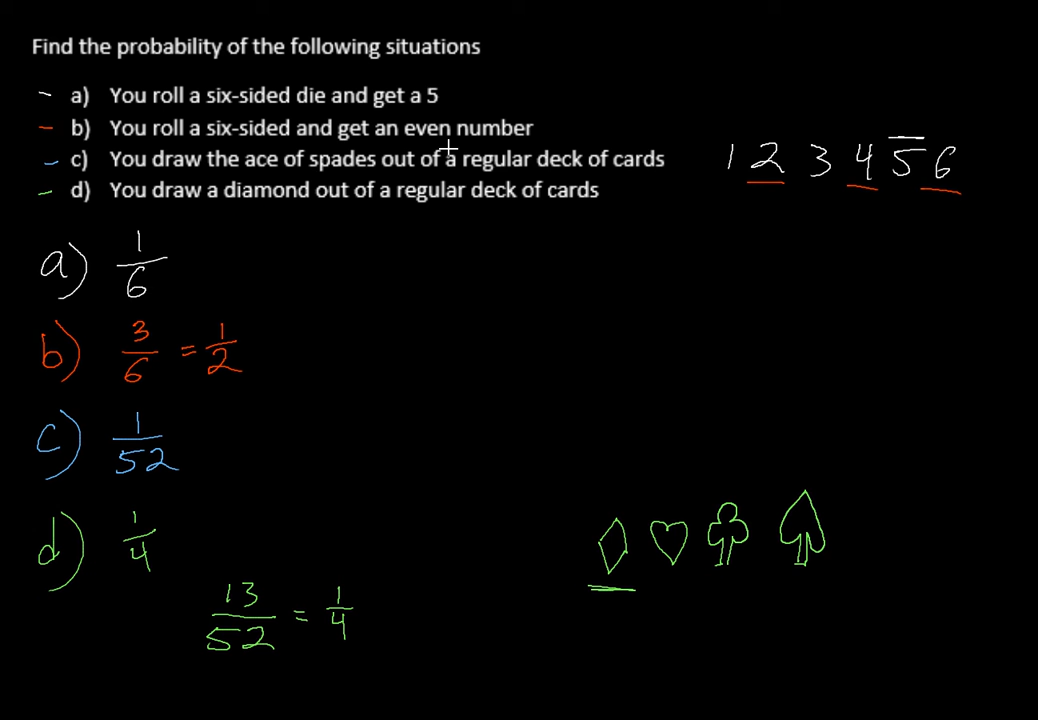 Find the probability of the following situations
a) You roll a six-sided die and get a 5
b) You roll a six-sided and get an even number
c) You draw the ace of spades out of a regular deck of cards
d) You draw a diamond out of a regular deck of cards
1 2 3 4 5 6
a) 1/6
b) 3/6 = 1/2
c) 1/52
d) 1/4
13/52 = 1/4